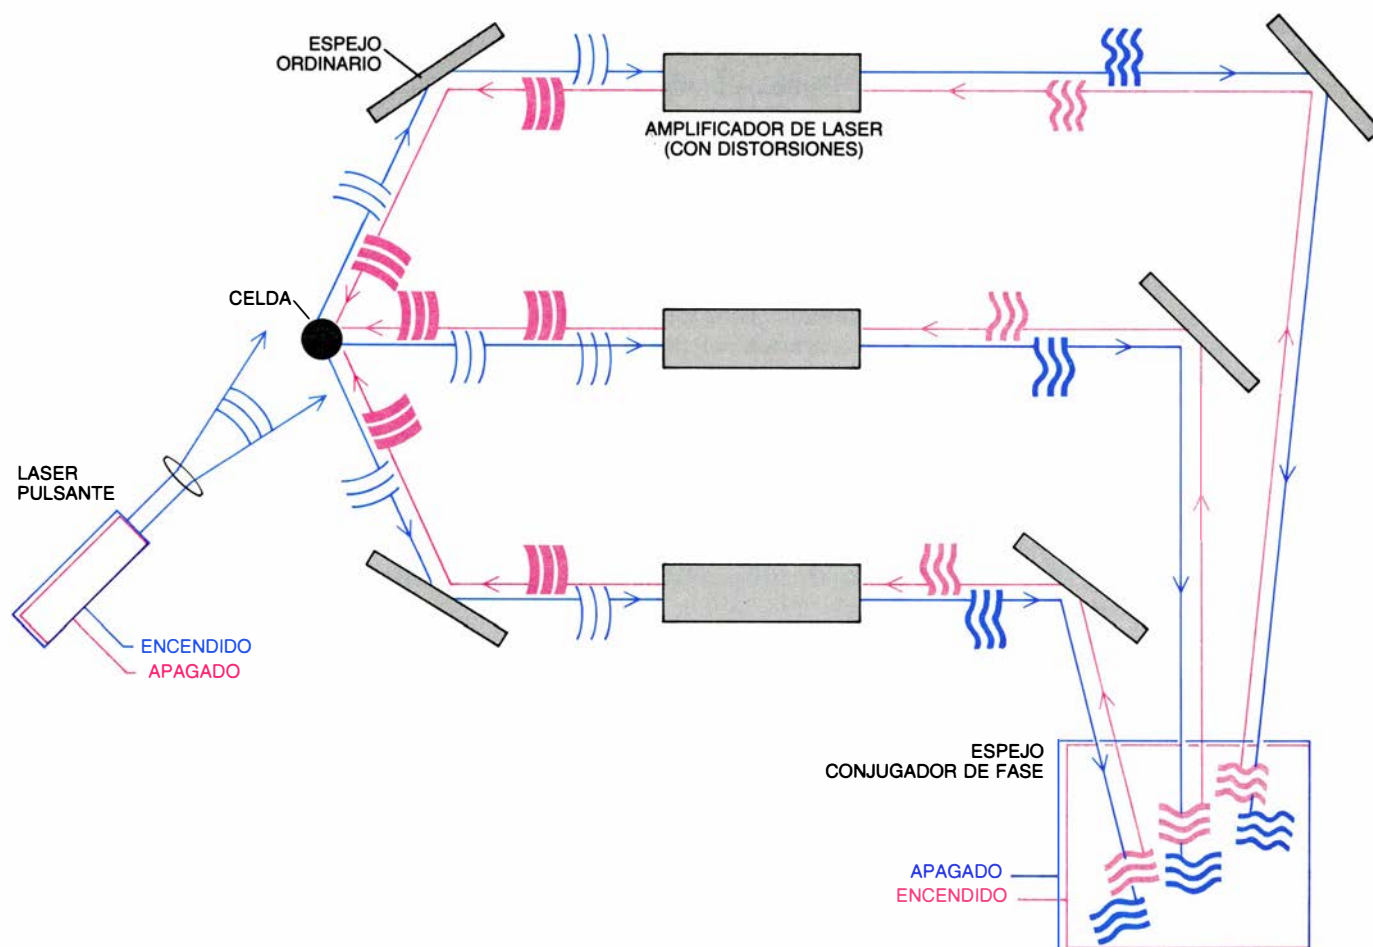 ESPEJO
ORDINARIO
AMPLIFICADOR DE LASER
(CON DISTORSIONES)
CELDA
LASER
PULSANTE
ENCENDIDO
APAGADO
ESPEJO
CONJUGADOR DE FASE
APAGADO
ENCENDIDO